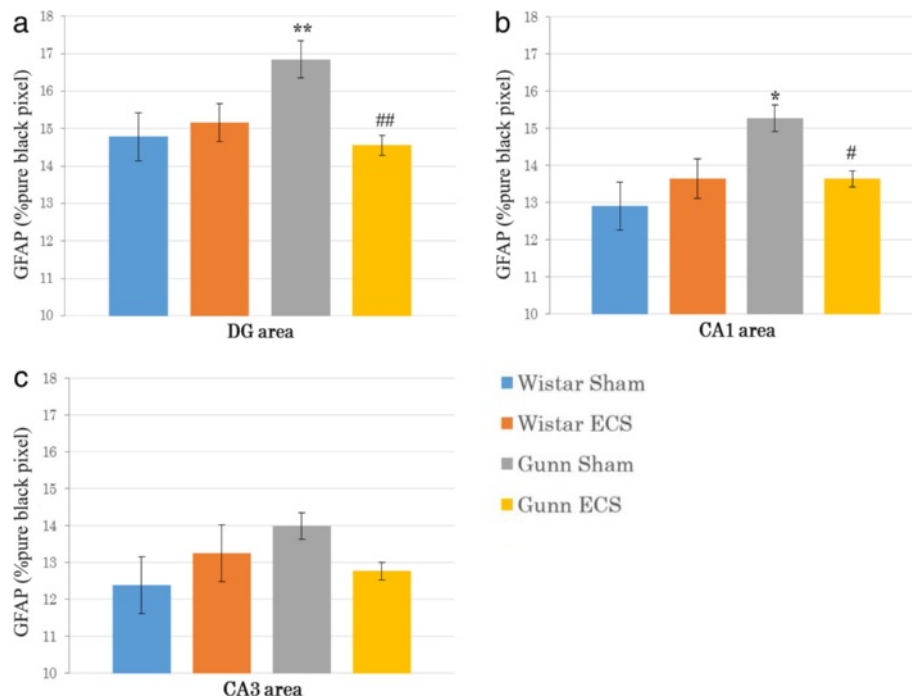 a
18
**
17
16
##
15
14
13
12
11
10
GFAP (%pure black pixel)
DG area
b
18
17
16
*
15
#
14
13
12
11
10
GFAP (%pure black pixel)
CA1 area
c
18
17
16
15
14
13
12
11
10
GFAP (%pure black pixel)
CA3 area
Wistar Sham
Wistar ECS
Gunn Sham
Gunn ECS